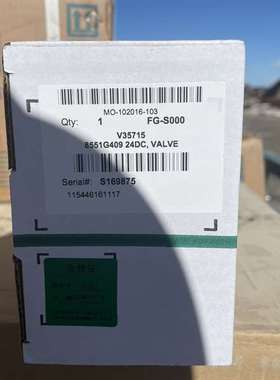 MO-102016-103
Qty: 1 FG-S000
V35715
8551G409 24DC, VALVE
Serial#: S169875
115446161117